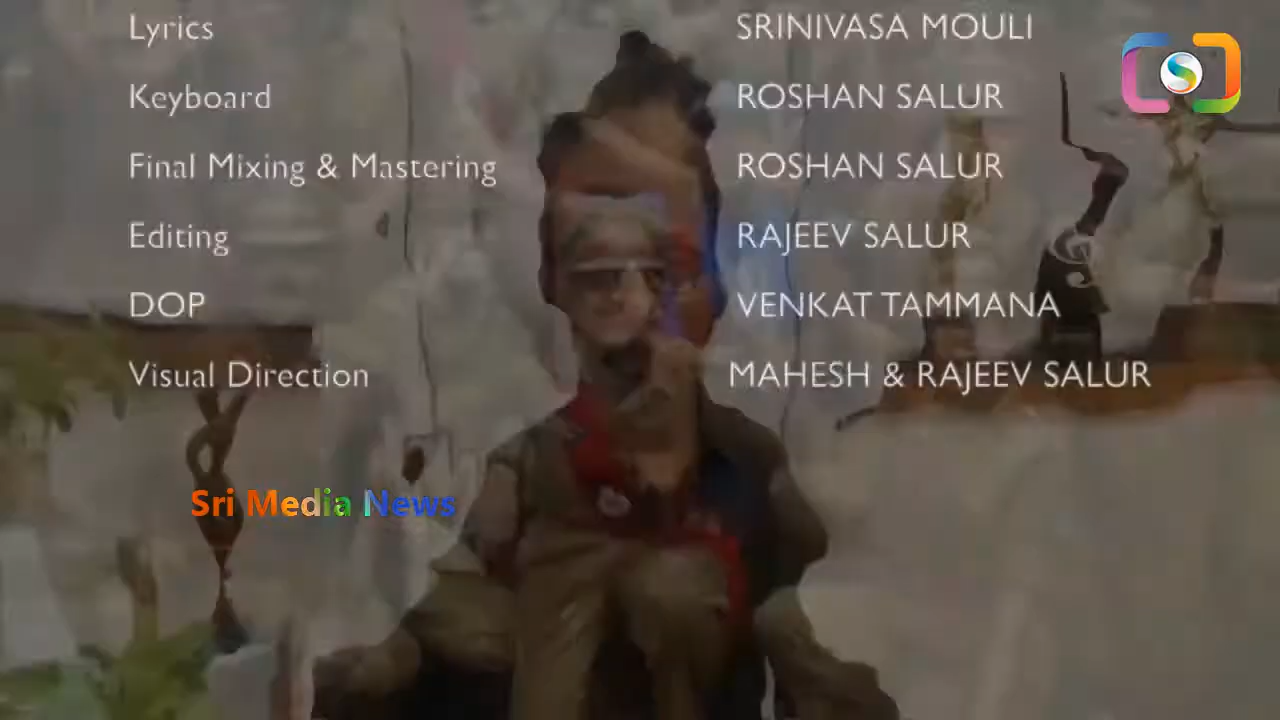 Lyrics SRINIVASA MOULI
Keyboard ROSHAN SALUR
Final Mixing & Mastering ROSHAN SALUR
Editing RAJEEV SALUR
DOP VENKAT TAMMANA
Visual Direction MAHESH & RAJEEV SALUR
Sri Media News
S